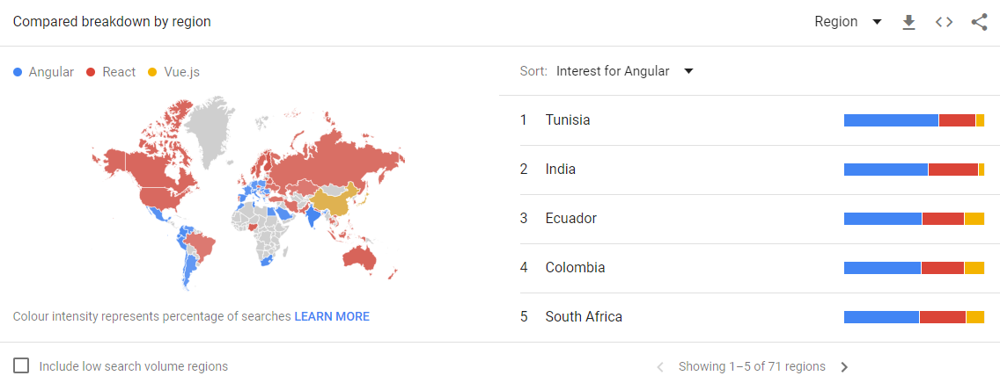 Compared breakdown by region
Region
Angular React Vue.js
Sort: Interest for Angular
1 Tunisia
2 India
3 Ecuador
4 Colombia
5 South Africa
Colour intensity represents percentage of searches LEARN MORE
Include low search volume regions
Showing 1–5 of 71 regions